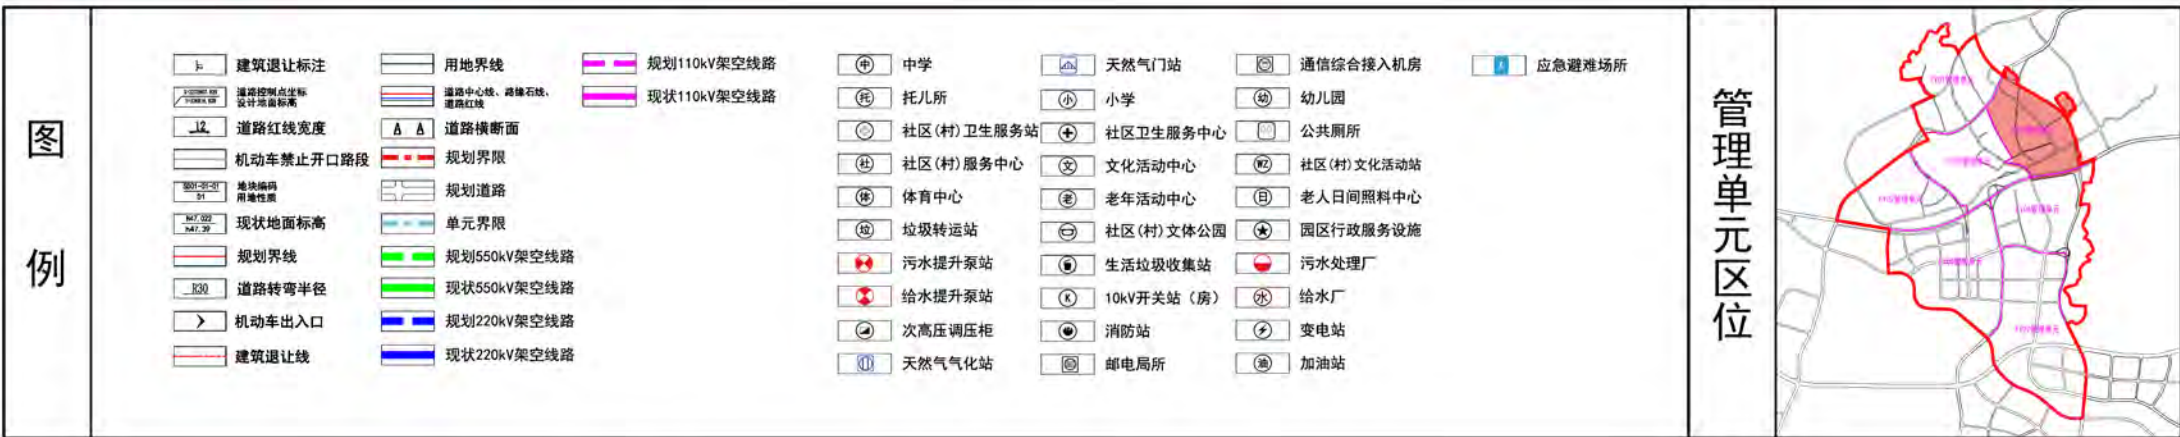 图例
建筑退让标注
道路控制点坐标
设计地面标高
12
道路红线宽度
机动车禁止开口路段
地块编码
用地性质
现状地面标高
规划界线
R30
道路转弯半径
机动车出入口
建筑退让线
用地界线
道路中心线、路缘石线、
道路红线
A A
道路横断面
规划界限
规划道路
单元界限
规划550kV架空线路
现状550kV架空线路
规划220kV架空线路
现状220kV架空线路
规划110kV架空线路
现状110kV架空线路
中 中学
托 托儿所
社区(村)卫生服务站
社 社区(村)服务中心
体 体育中心
垃 垃圾转运站
污水提升泵站
给水提升泵站
次高压调压柜
天然气气化站
天然气门站
小 小学
社区卫生服务中心
文 文化活动中心
老 老年活动中心
社区(村)文体公园
生活垃圾收集站
K 10kV开关站（房）
消防站
邮电局所
通信综合接入机房
幼 幼儿园
公共厕所
WZ 社区(村)文化活动站
日 老人日间照料中心
园区行政服务设施
污水处理厂
水 给水厂
变电站
油 加油站
应急避难场所
管理单元区位